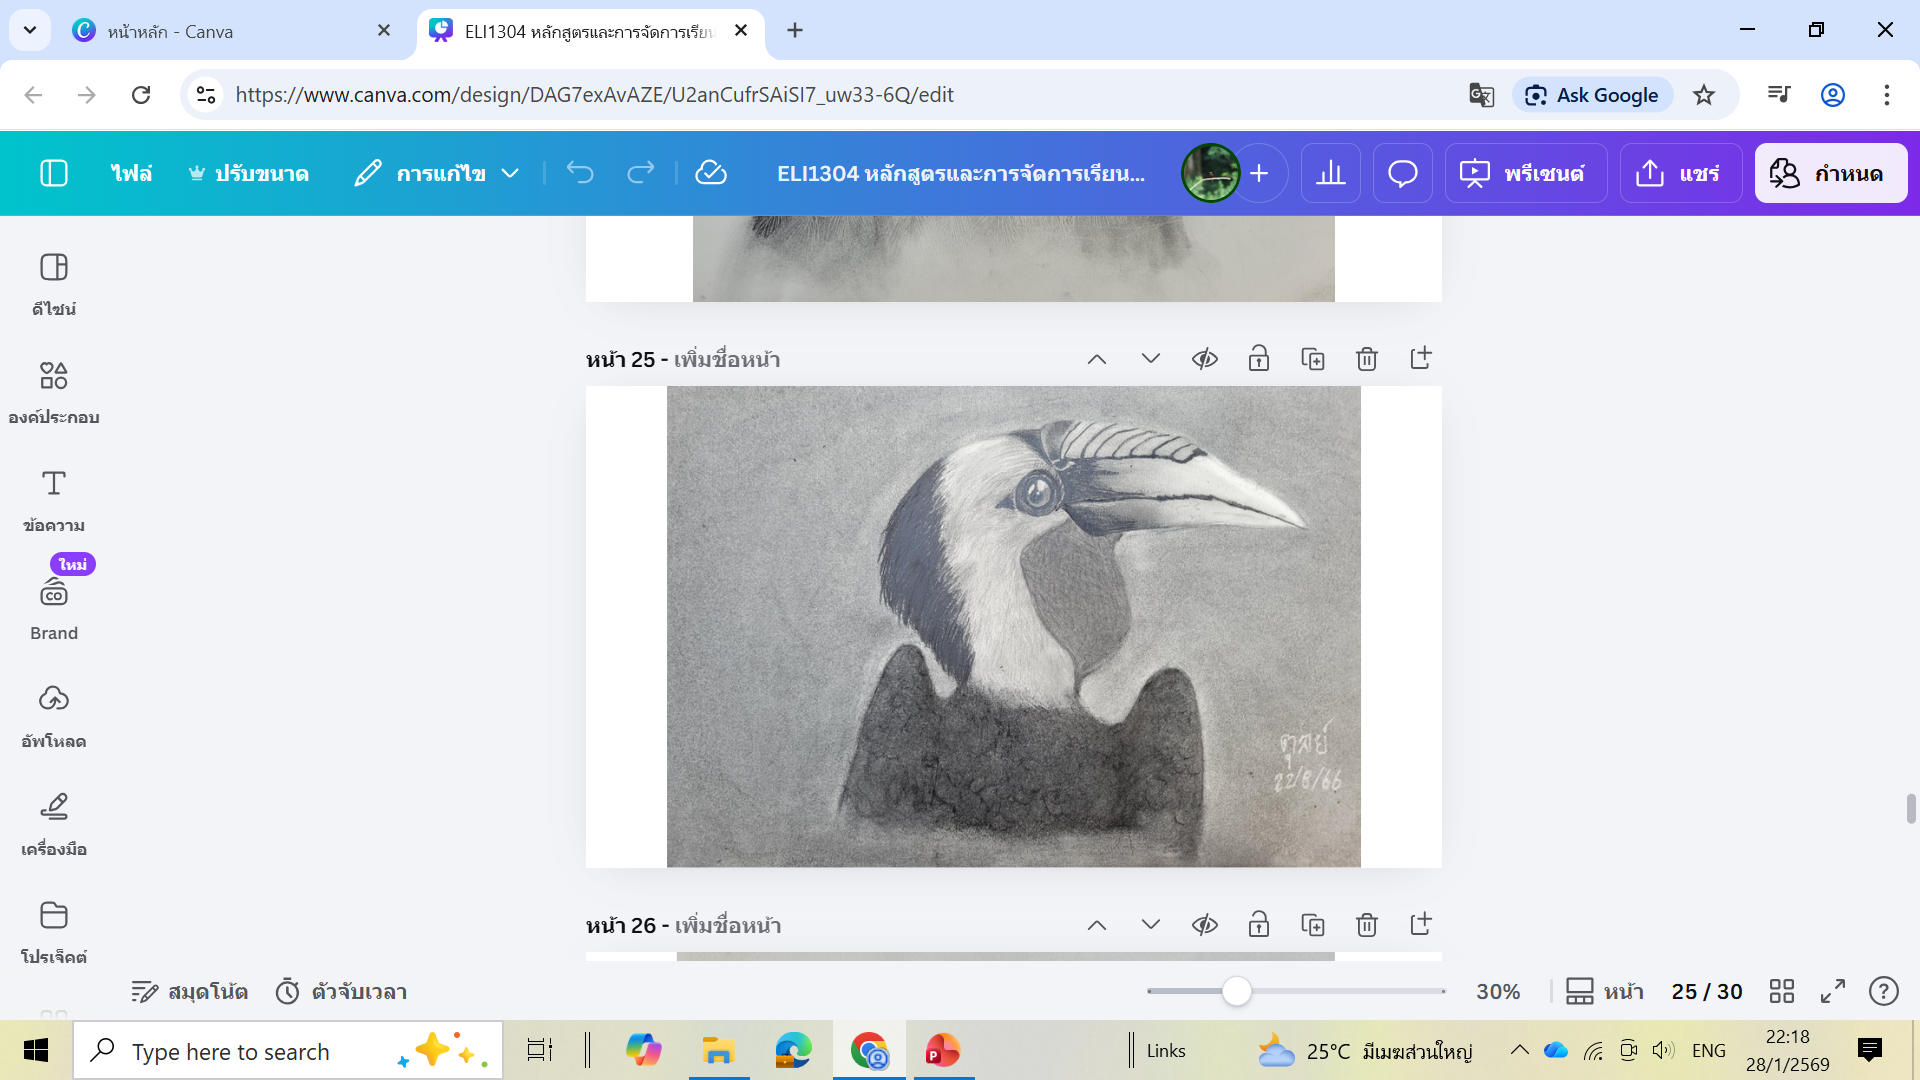 หน้าหลัก - Canva
ELI1304 หลักสูตรและการจัดการเรียน
https://www.canva.com/design/DAG7exAvAZE/U2anCufrSAiSI7_uw33-6Q/edit
Ask Google
ไฟล์
ปรับขนาด
การแก้ไข
ELI1304 หลักสูตรและการจัดการเรียน...
พรีเซนต์
แชร์
กำหนด
ดีไซน์
องค์ประกอบ
ข้อความ
ใหม่
Brand
อัพโหลด
เครื่องมือ
โปรเจ็คต์
หน้า 25 - เพิ่มชื่อหน้า
22/8/66
หน้า 26 - เพิ่มชื่อหน้า
สมุดโน้ต
ตัวจับเวลา
30%
หน้า
25 / 30
Type here to search
Links
25°C มีเมฆส่วนใหญ่
ENG
22:18
28/1/2569